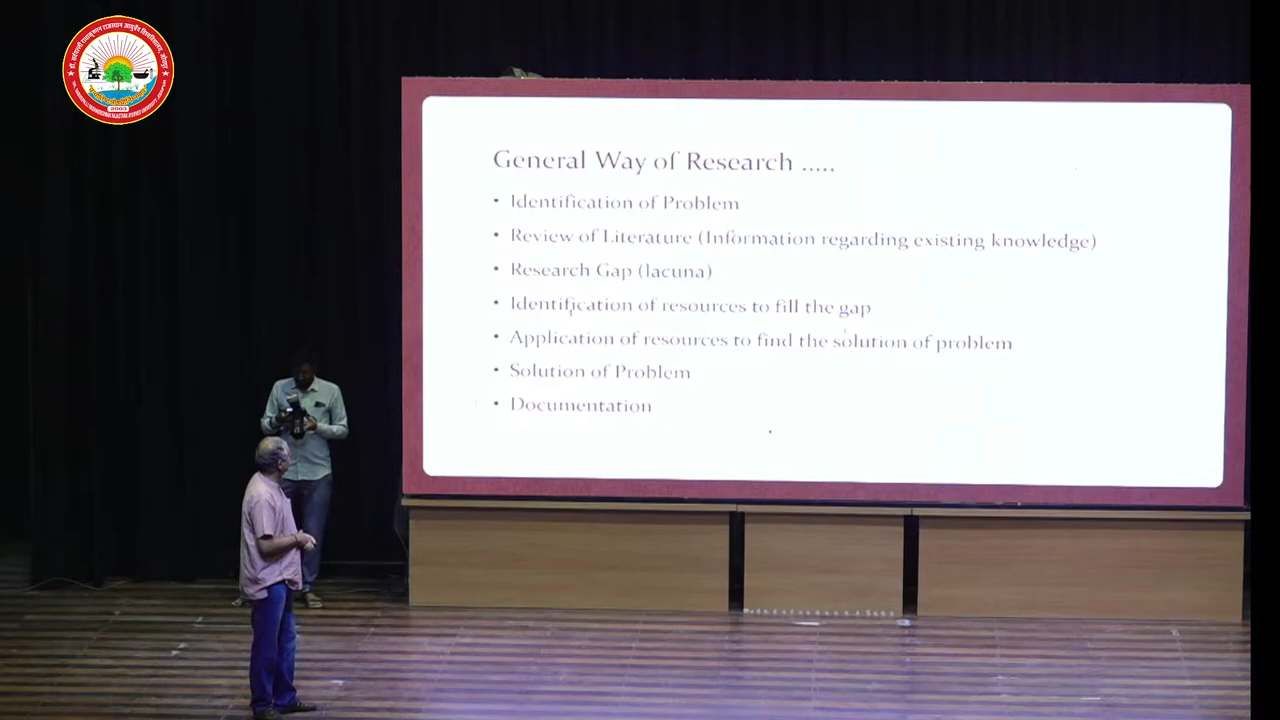 General Way of Research .....
• Identification of Problem
• Review of Literature (Information regarding existing knowledge)
• Research Gap (lacuna)
• Identification of resources to fill the gap
• Application of resources to find the solution of problem
• Solution of Problem
• Documentation
2003